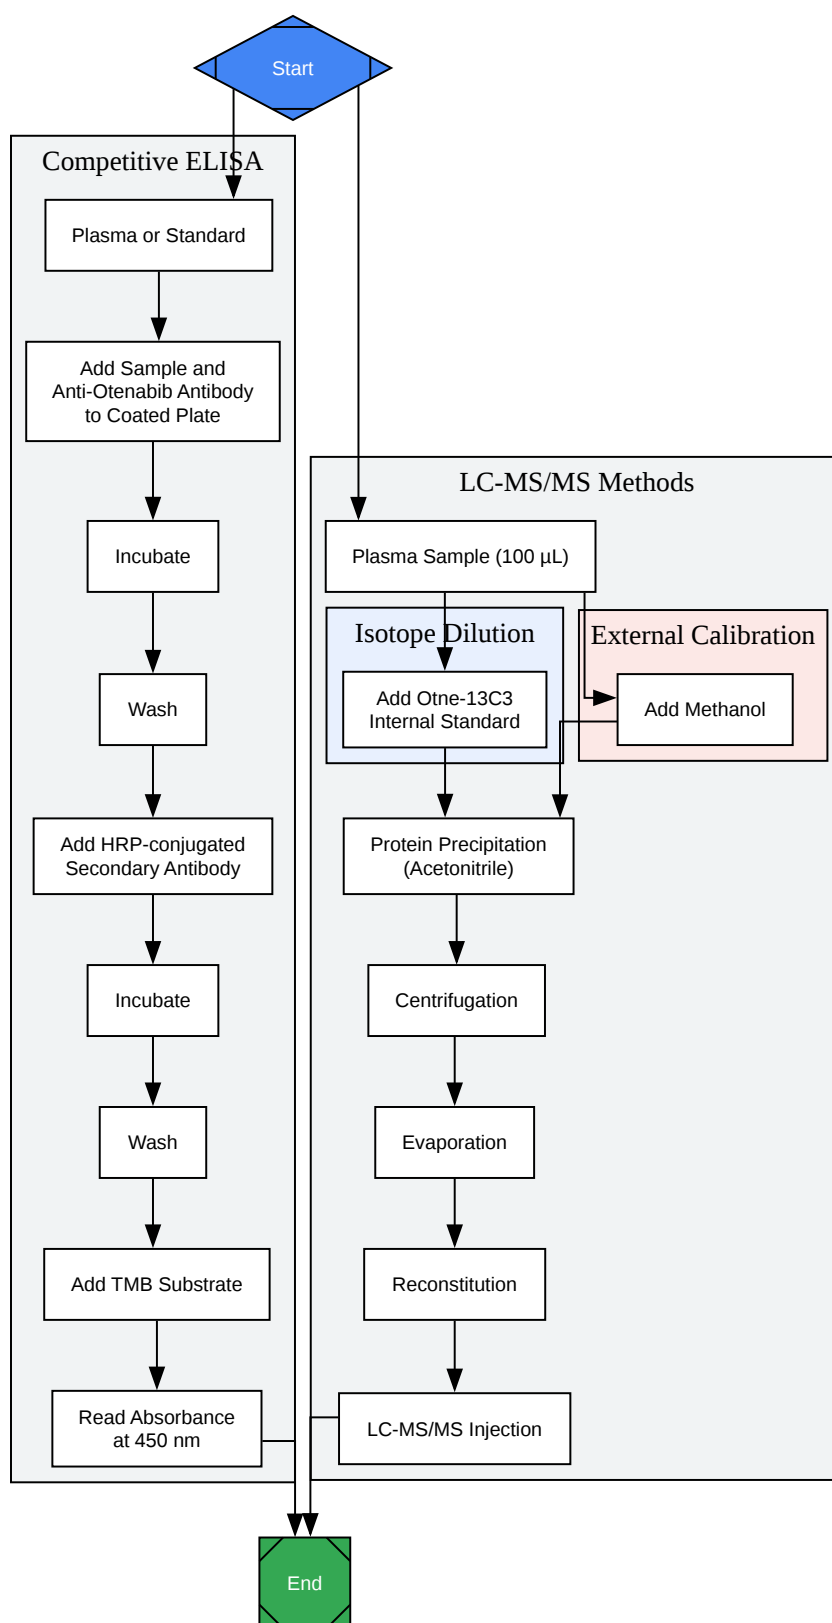 Start
Competitive ELISA
Plasma or Standard
Add Sample and
Anti-Otenabib Antibody
to Coated Plate
Incubate
Wash
Add HRP-conjugated
Secondary Antibody
Incubate
Wash
Add TMB Substrate
Read Absorbance
at 450 nm
LC-MS/MS Methods
Plasma Sample (100 µL)
Isotope Dilution
Add Otne-13C3
Internal Standard
External Calibration
Add Methanol
Protein Precipitation
(Acetonitrile)
Centrifugation
Evaporation
Reconstitution
LC-MS/MS Injection
End